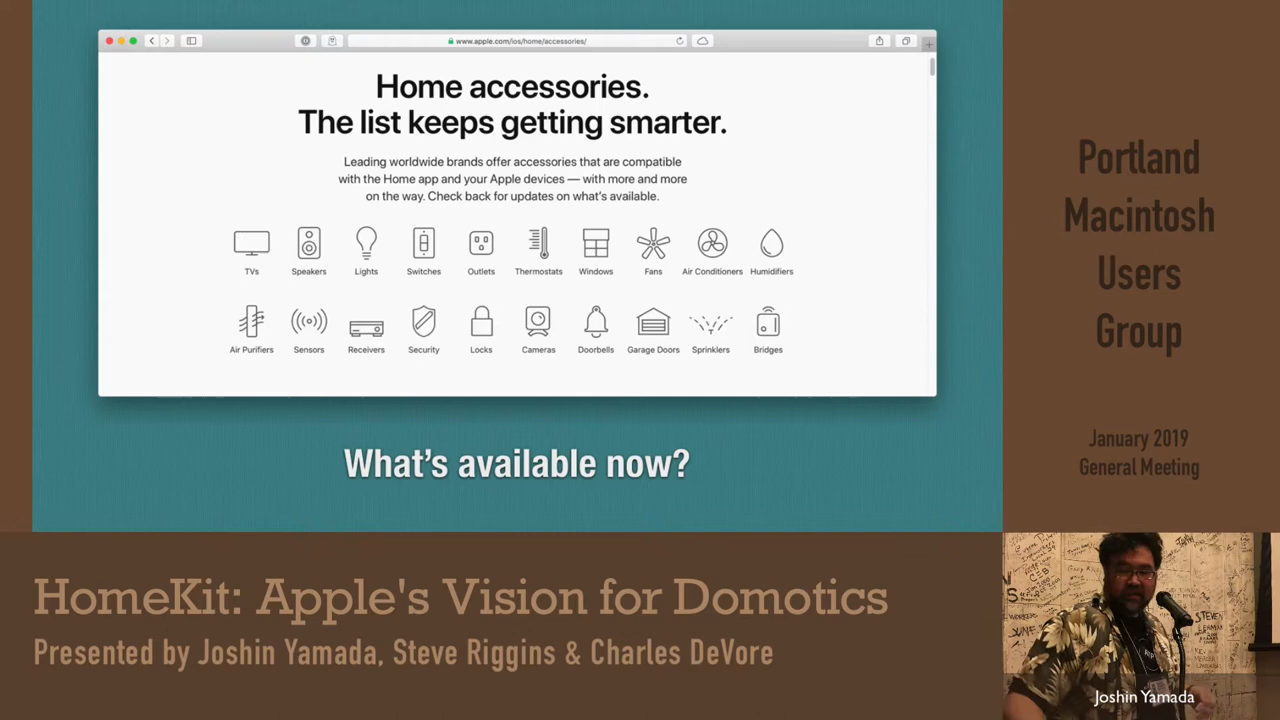 www.apple.com/ios/home/accessories/
Home accessories.
The list keeps getting smarter.
Leading worldwide brands offer accessories that are compatible
with the Home app and your Apple devices — with more and more
on the way. Check back for updates on what's available.
TVs Speakers Lights Switches Outlets Thermostats Windows Fans Air Conditioners Humidifiers
Air Purifiers Sensors Receivers Security Locks Cameras Doorbells Garage Doors Sprinklers Bridges
What's available now?
Portland
Macintosh
Users
Group
January 2019
General Meeting
HomeKit: Apple's Vision for Domotics
Presented by Joshin Yamada, Steve Riggins & Charles DeVore
STEVE
JUNE
Joshin Yamada